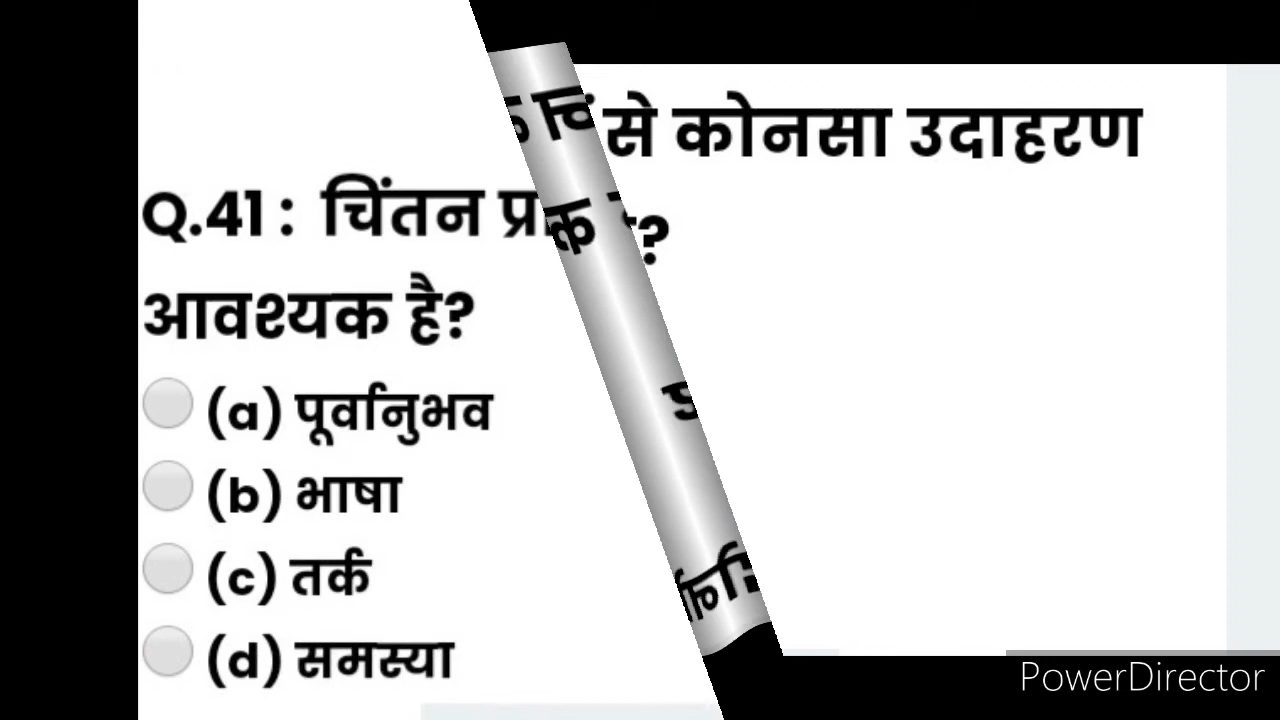 से कोनसा उदाहरण
Q.41 : चिंतन
?
आवश्यक है?
(a) पूर्वानुभव
(b) भाषा
(c) तर्क
(d) समस्या
PowerDirector